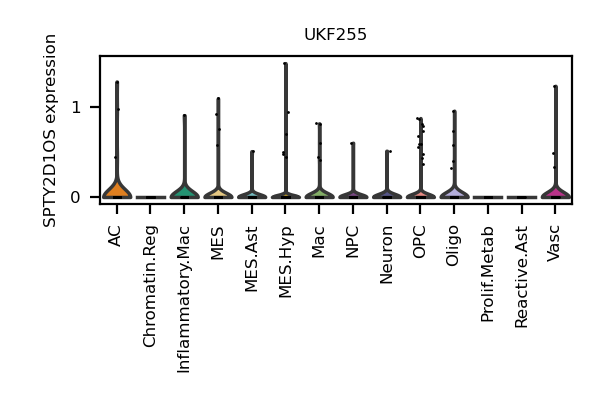 UKF255
SPTY2D1OS expression
1
0
AC
Chromatin.Reg
Inflammatory.Mac
MES
MES.Ast
MES.Hyp
Mac
NPC
Neuron
OPC
Oligo
Prolif.Metab
Reactive.Ast
Vasc